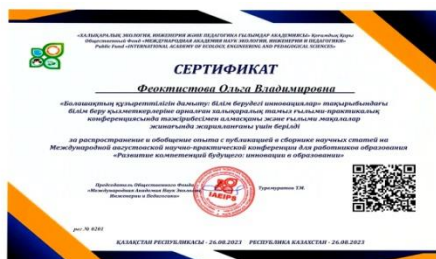 «ХАЛЫҚАРАЛЫҚ ЭКОЛОГИЯ, ИНЖЕНЕРИЯ ЖӘНЕ ПЕДАГОГИКА ҒЫЛЫМДАР АКАДЕМИЯСЫ» Қоғамдық Қоры
Общественный Фонд «МЕЖДУНАРОДНАЯ АКАДЕМИЯ НАУК ЭКОЛОГИИ, ИНЖЕНЕРИИ И ПЕДАГОГИКИ»
Public Fund «INTERNATIONAL ACADEMY OF ECOLOGY, ENGINEERING AND PEDAGOGICAL SCIENCES»
СЕРТИФИКАТ
Феоктистова Ольга Владимировна
«Болашақтың құзыреттілігін дамыту: білім берудегі инновациялар» тақырыбындағы
білім беру қызметкерлеріне арналған халықаралық тамыз ғылыми-практикалық
конференциясында тәжірибесімен алмасқаны және ғылыми мақалалар
жинағында жарияланғаны үшін берілді
за распространение и обобщение опыта с публикацией в сборнике научных статей на
Международной августовской научно-практической конференции для работников образования
«Развитие компетенций будущего: инновации в образовании»
Председатель Общественного Фонда
«Международная Академия Наук Экологии
Инженерии и Педагогики»
IAEIPS
Т.М.
рег. № 0202
ҚАЗАҚСТАН РЕСПУБЛИКАСЫ - 26.08.2023 РЕСПУБЛИКА КАЗАХСТАН - 26.08.2023